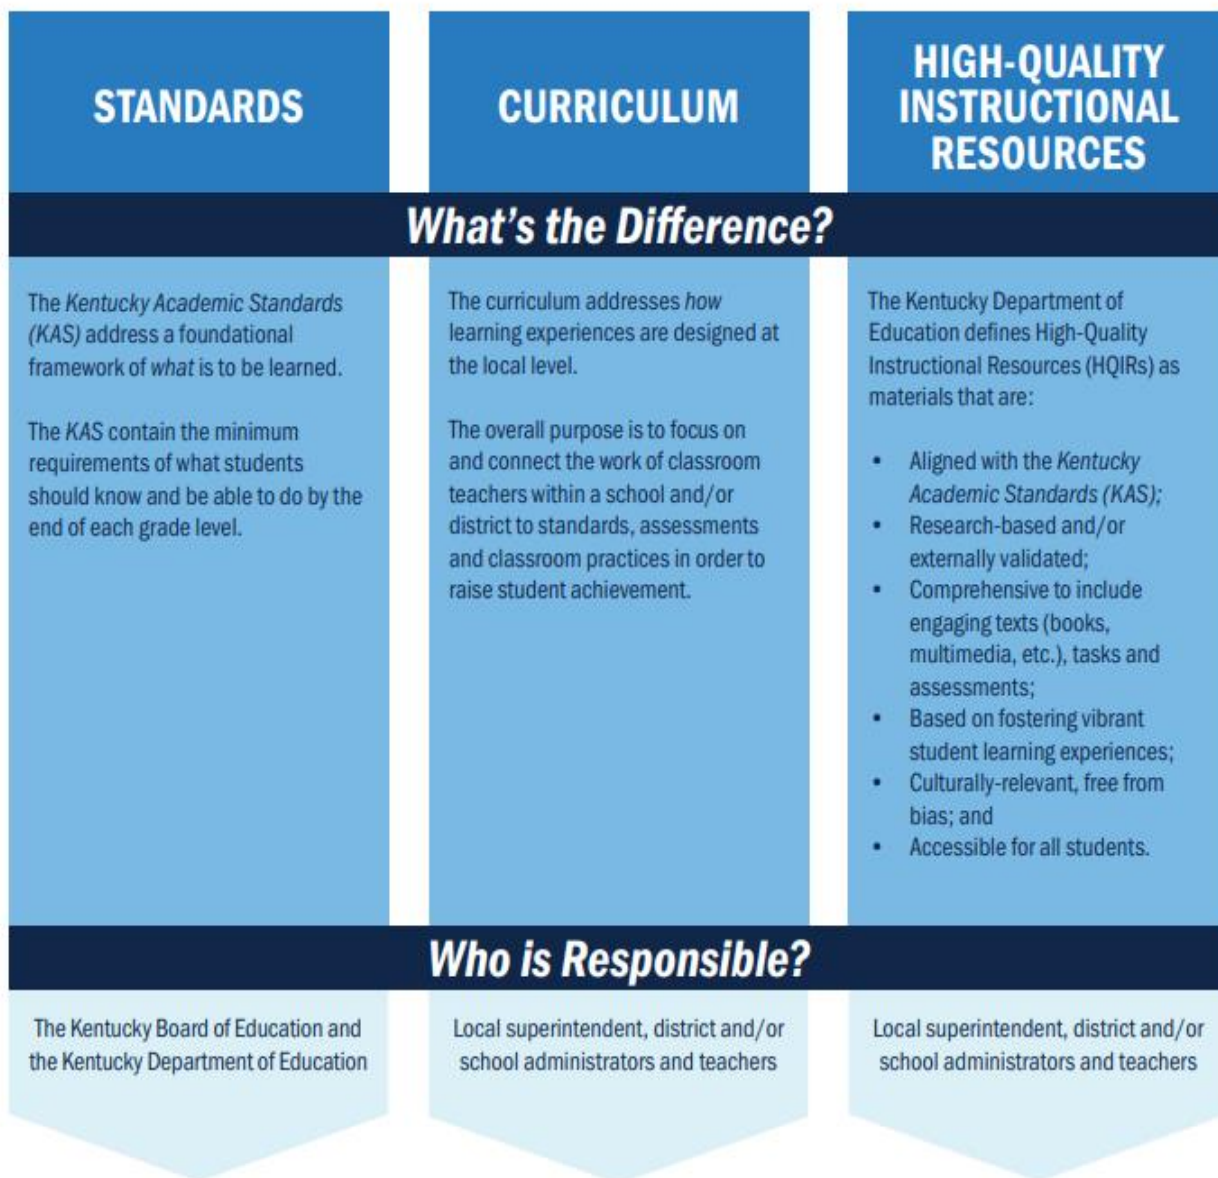 STANDARDS
CURRICULUM
HIGH-QUALITY
INSTRUCTIONAL
RESOURCES
What's the Difference?
The Kentucky Academic Standards
(KAS) address a foundational
framework of what is to be learned.
The KAS contain the minimum
requirements of what students
should know and be able to do by the
end of each grade level.
The curriculum addresses how
learning experiences are designed at
the local level.
The overall purpose is to focus on
and connect the work of classroom
teachers within a school and/or
district to standards, assessments
and classroom practices in order to
raise student achievement.
The Kentucky Department of
Education defines High-Quality
Instructional Resources (HQIRs) as
materials that are:
• Aligned with the Kentucky
Academic Standards (KAS);
• Research-based and/or
externally validated;
• Comprehensive to include
engaging texts (books,
multimedia, etc.), tasks and
assessments;
• Based on fostering vibrant
student learning experiences;
• Culturally-relevant, free from
bias; and
• Accessible for all students.
Who is Responsible?
The Kentucky Board of Education and
the Kentucky Department of Education
Local superintendent, district and/or
school administrators and teachers
Local superintendent, district and/or
school administrators and teachers